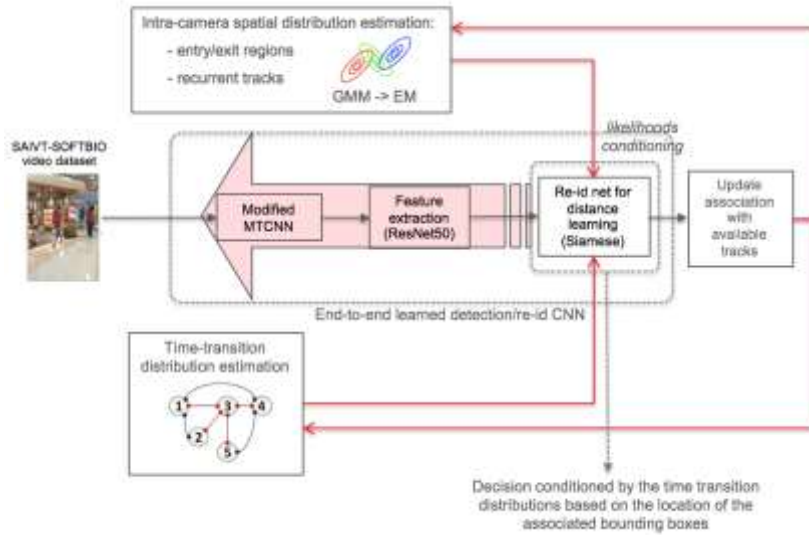 Intra-camera spatial distribution estimation:
- entry/exit regions
- recurrent tracks
GMM -> EM
SAIVT-SOFTBIO
video dataset
likelihoods
conditioning
Modified
MTCNN
Feature
extraction
(ResNet50)
Re-id net for
distance
learning
(Siamese)
Update
association
with
available
tracks
End-to-end learned detection/re-id CNN
Time-transition
distribution estimation
1 3 4
2
5
Decision conditioned by the time transition
distributions based on the location of the
associated bounding boxes